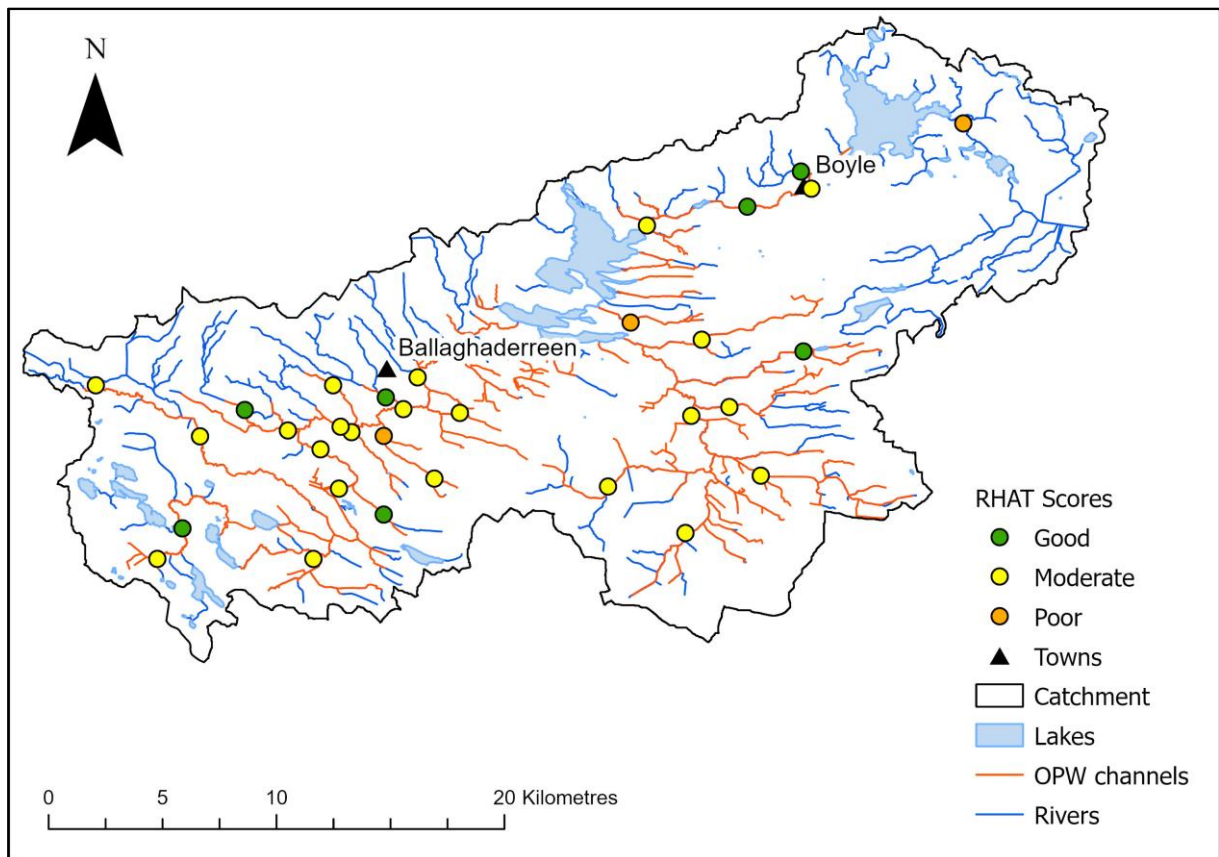 N
Boyle
Ballaghaderreen
RHAT Scores
Good
Moderate
Poor
Towns
Catchment
Lakes
OPW channels
Rivers
0 5 10 20 Kilometres